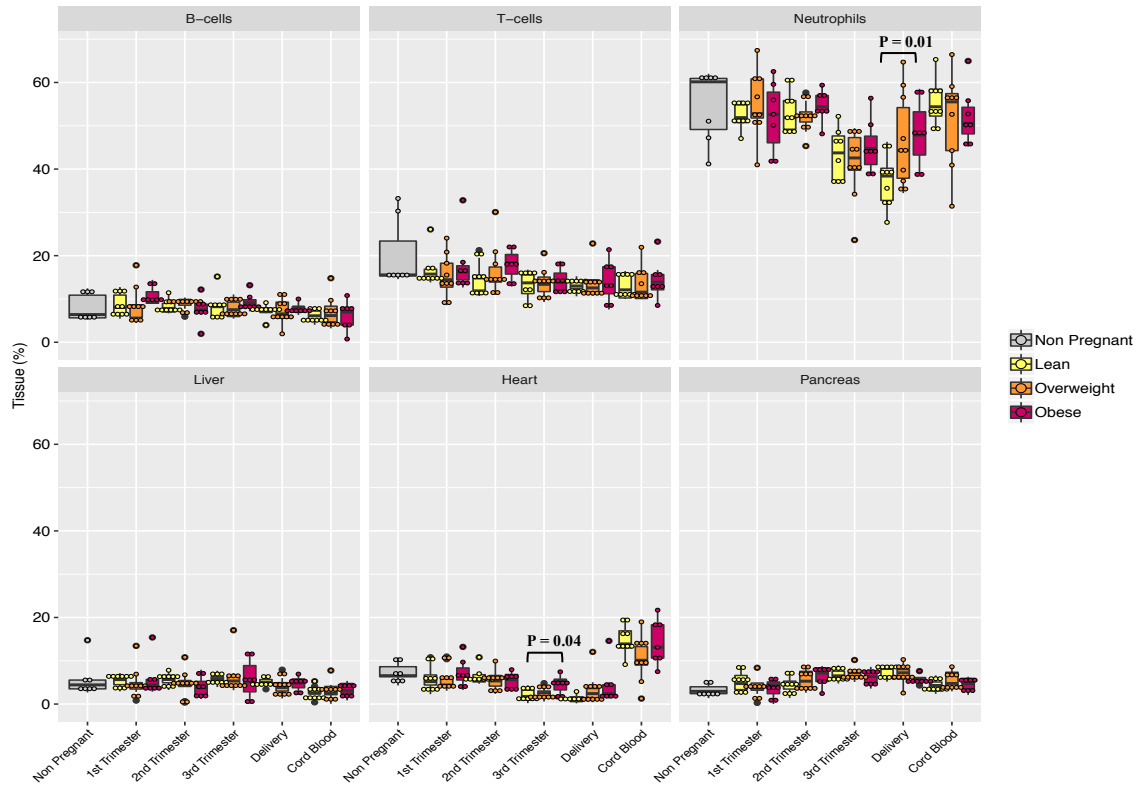 B-cells
T-cells
Neutrophils
P = 0.01
60
40
20
0
Tissue (%)
Liver
Heart
Pancreas
P = 0.04
60
40
20
0
Non Pregnant
Lean
Overweight
Obese
Non Pregnant
1st Trimester
2nd Trimester
3rd Trimester
Delivery
Cord Blood
Non Pregnant
1st Trimester
2nd Trimester
3rd Trimester
Delivery
Cord Blood
Non Pregnant
1st Trimester
2nd Trimester
3rd Trimester
Delivery
Cord Blood